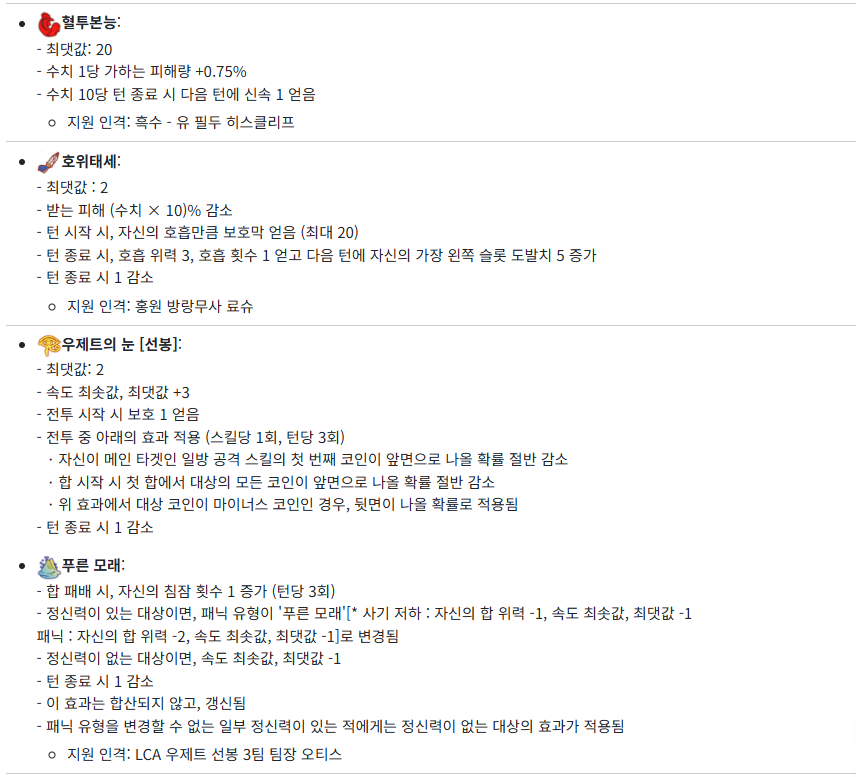 혈투본능:
- 최댓값: 20
- 수치 1당 가하는 피해량 +0.75%
- 수치 10당 턴 종료 시 다음 턴에 신속 1 얻음
지원 인격: 흑수 - 유 필두 히스클리프
호위태세:
- 최댓값 : 2
- 받는 피해 (수치 × 10)% 감소
- 턴 시작 시, 자신의 호흡만큼 보호막 얻음 (최대 20)
- 턴 종료 시, 호흡 위력 3, 호흡 횟수 1 얻고 다음 턴에 자신의 가장 왼쪽 슬롯 도발치 5 증가
- 턴 종료 시 1 감소
지원 인격: 홍원 방랑무사 료슈
우제트의 눈 [선봉]:
- 최댓값: 2
- 속도 최솟값, 최댓값 +3
- 전투 시작 시 보호 1 얻음
- 전투 중 아래의 효과 적용 (스킬당 1회, 턴당 3회)
· 자신이 메인 타겟인 일방 공격 스킬의 첫 번째 코인이 앞면으로 나올 확률 절반 감소
· 합 시작 시 첫 합에서 대상의 모든 코인이 앞면으로 나올 확률 절반 감소
· 위 효과에서 대상 코인이 마이너스 코인인 경우, 뒷면이 나올 확률로 적용됨
- 턴 종료 시 1 감소
푸른 모래:
- 합 패배 시, 자신의 침잠 횟수 1 증가 (턴당 3회)
- 정신력이 있는 대상이면, 패닉 유형이 '푸른 모래'[* 사기 저하 : 자신의 합 위력 -1, 속도 최솟값, 최댓값 -1
패닉 : 자신의 합 위력 -2, 속도 최솟값, 최댓값 -1]로 변경됨
- 정신력이 없는 대상이면, 속도 최솟값, 최댓값 -1
- 턴 종료 시 1 감소
- 이 효과는 합산되지 않고, 갱신됨
- 패닉 유형을 변경할 수 없는 일부 정신력이 있는 적에게는 정신력이 없는 대상의 효과가 적용됨
지원 인격: LCA 우제트 선봉 3팀 팀장 오티스